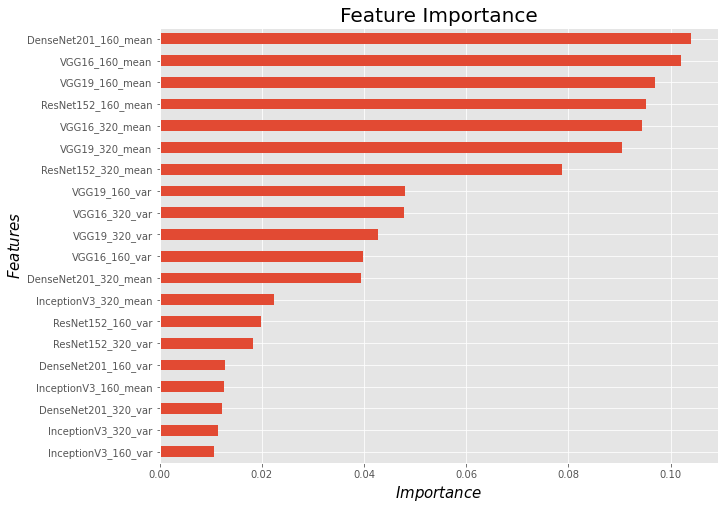 Feature Importance
DenseNet201_160_mean
VGG16_160_mean
VGG19_160_mean
ResNet152_160_mean
VGG16_320_mean
VGG19_320_mean
ResNet152_320_mean
VGG19_160_var
VGG16_320_var
VGG19_320_var
VGG16_160_var
DenseNet201_320_mean
InceptionV3_320_mean
ResNet152_160_var
ResNet152_320_var
DenseNet201_160_var
InceptionV3_160_mean
DenseNet201_320_var
InceptionV3_320_var
InceptionV3_160_var
Features
0.00 0.02 0.04 0.06 0.08 0.10
Importance